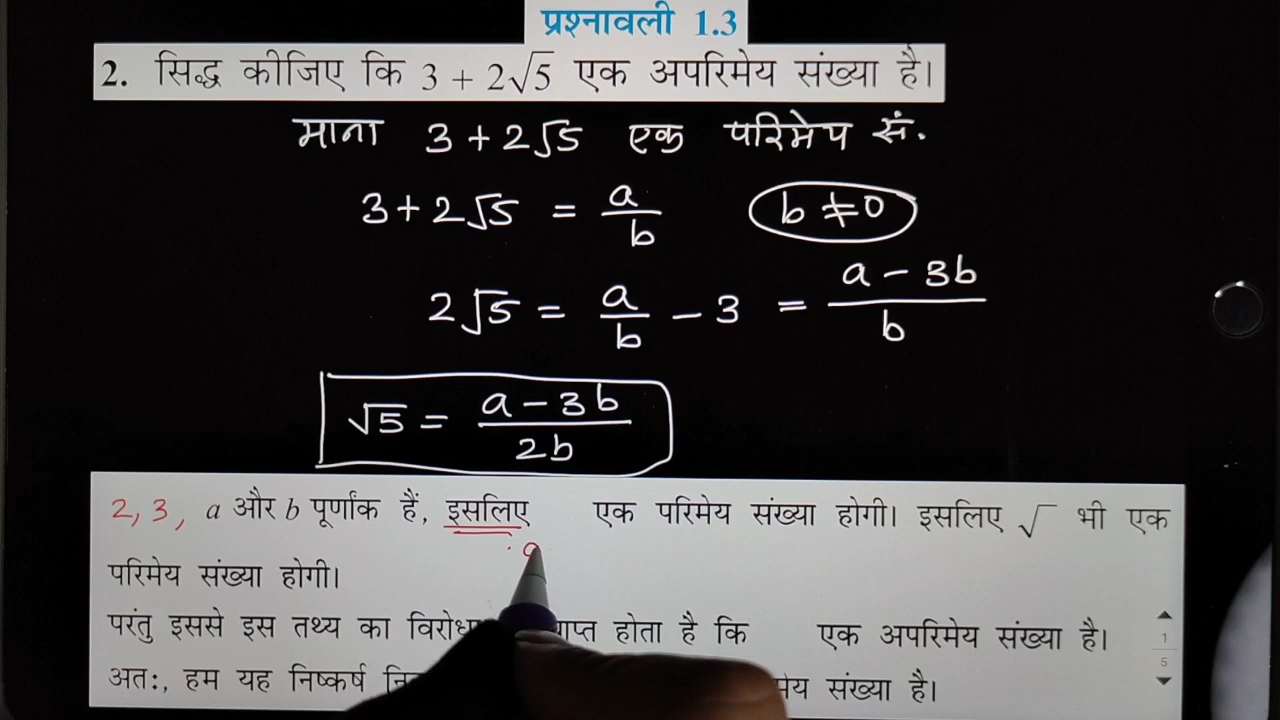 प्रश्नावली 1.3
2. सिद्ध कीजिए कि 3 + 2√5 एक अपरिमेय संख्या है।
माना 3+2√5 एक परिमेय सं.
3+2√5 = a/b b ≠ 0
2√5 = a/b - 3 = (a - 3b)/b
√5 = (a - 3b)/2b
2, 3, a और b पूर्णांक हैं, इसलिए एक परिमेय संख्या होगी। इसलिए √ भी एक
परिमेय संख्या होगी।
परंतु इससे इस तथ्य का होता है कि एक अपरिमेय संख्या है।
अतः, हम यह निष्कर्ष संख्या है।
1
5